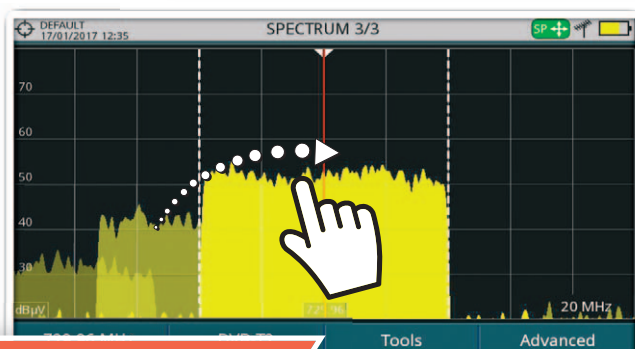 DEFAULT
17/01/2017 12:35
SPECTRUM 3/3
SP
70
60
50
40
30
dBµV
20 MHz
Tools
Advanced